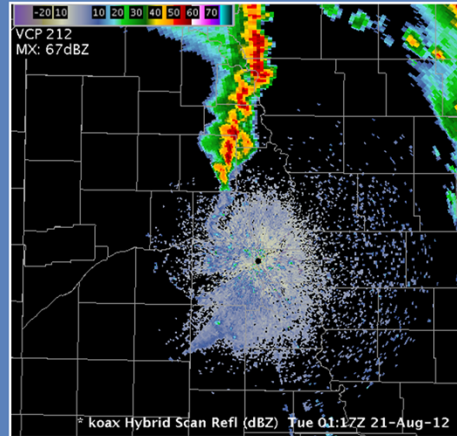 -20 -10 10 20 30 40 50 60 70
VCP 212
MX: 67dBZ
* koax Hybrid Scan Refl (dBZ) Tue 01:17Z 21-Aug-12